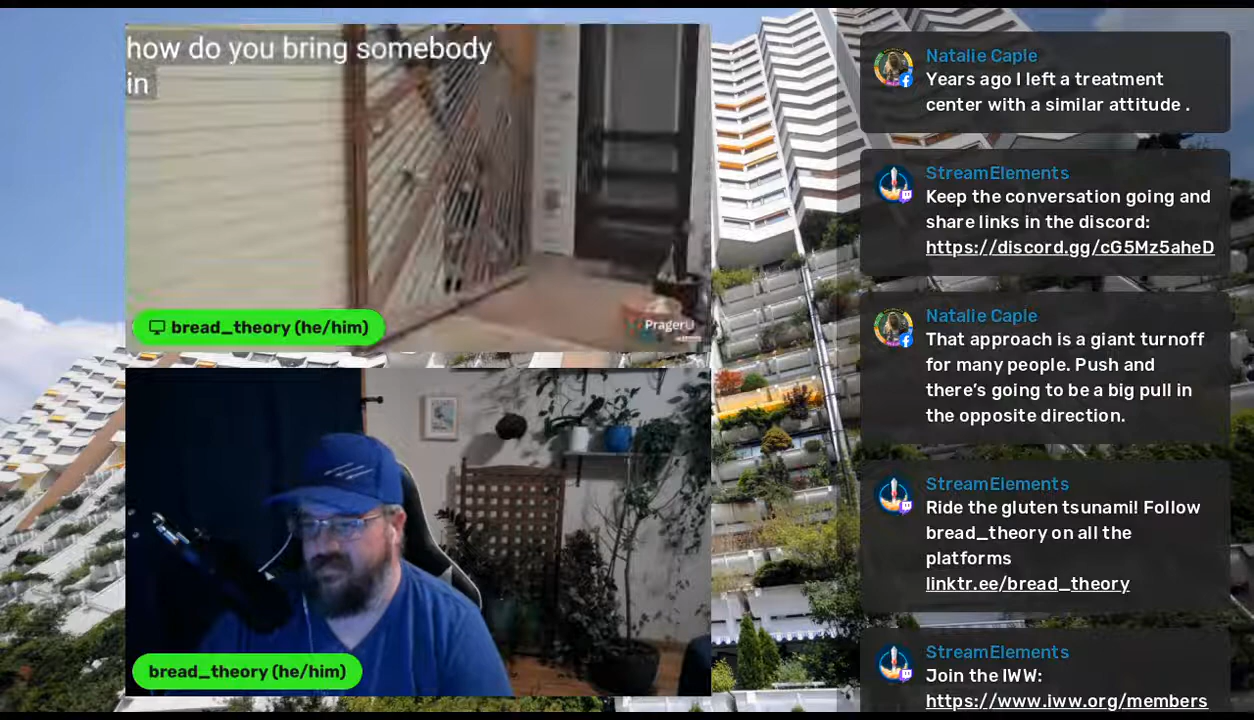 how do you bring somebody
in
PragerU
bread_theory (he/him)
bread_theory (he/him)
Natalie Caple
Years ago I left a treatment
center with a similar attitude .
StreamElements
Keep the conversation going and
share links in the discord:
https://discord.gg/cG5Mz5aheD
Natalie Caple
That approach is a giant turnoff
for many people. Push and
there's going to be a big pull in
the opposite direction.
StreamElements
Ride the gluten tsunami! Follow
bread_theory on all the
platforms
linktr.ee/bread_theory
StreamElements
Join the IWW:
https://www.iww.org/members